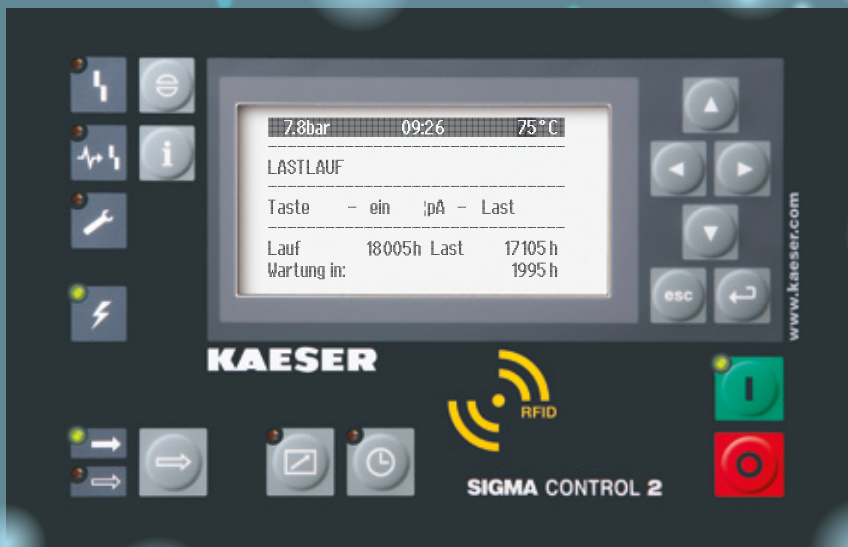 7.8bar 09:26 75°C
LASTLAUF
Taste - ein ¦pA - Last
Lauf 18005h Last 17105h
Wartung in: 1995h
i
esc
www.kaeser.com
KAESER
RFID
I
O
SIGMA CONTROL 2